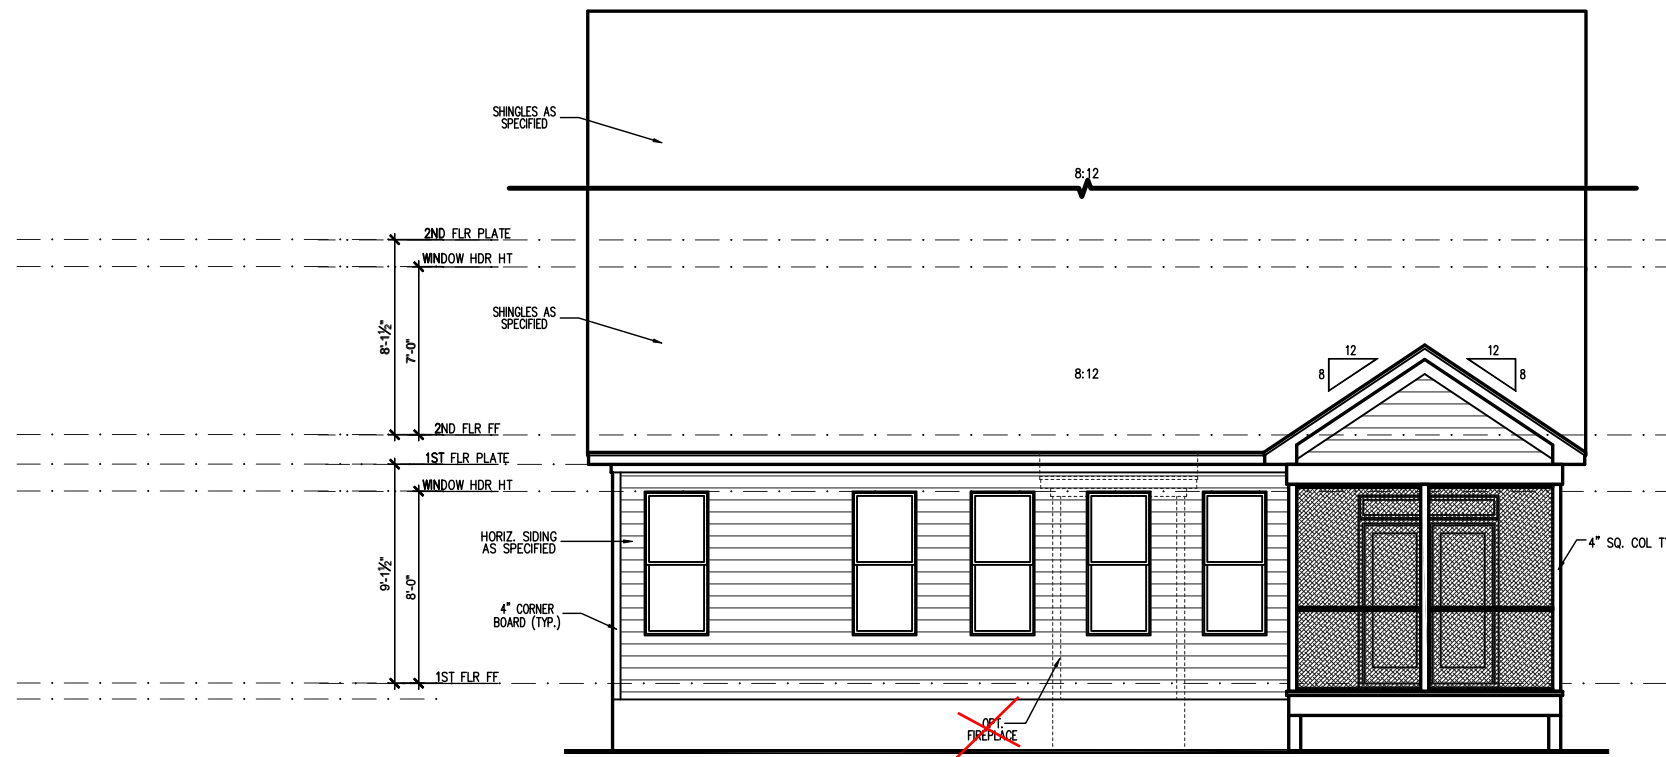 SHINGLES AS
SPECIFIED
8:12
2ND FLR PLATE
WINDOW HDR HT
8'-1½"
7'-0"
SHINGLES AS
SPECIFIED
8:12
12
8
12
8
2ND FLR FF
1ST FLR PLATE
WINDOW HDR HT
HORIZ. SIDING
AS SPECIFIED
4" SQ. COL
9'-1½"
8'-0"
4" CORNER
BOARD (TYP.)
1ST FLR FF
OPT.
FIREPLACE